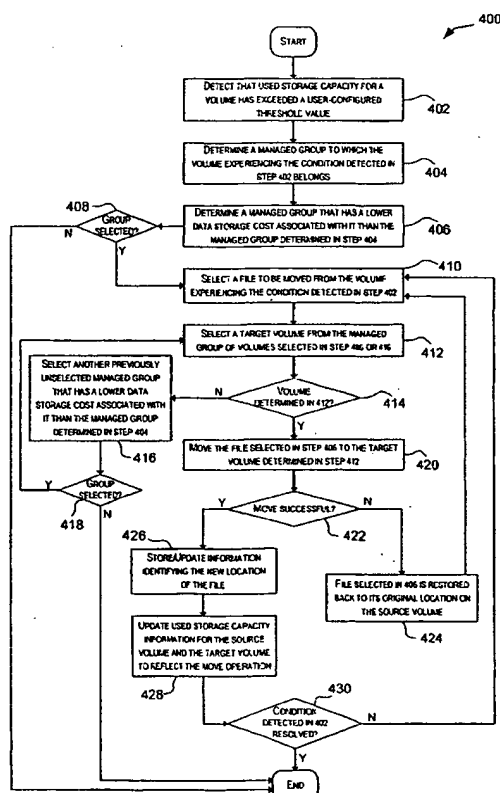 400
START
DETECT THAT USED STORAGE CAPACITY FOR
A VOLUME HAS EXCEEDED A USER-CONFIGURED
THRESHOLD VALUE
402
DETERMINE A MANAGED GROUP TO WHICH THE
VOLUME EXPERIENCING THE CONDITION DETECTED IN
STEP 402 BELONGS
404
408
GROUP
SELECTED?
N
Y
DETERMINE A MANAGED GROUP THAT HAS A LOWER
DATA STORAGE COST ASSOCIATED WITH IT THAN THE
MANAGED GROUP DETERMINED IN STEP 404
406
410
SELECT A FILE TO BE MOVED FROM THE VOLUME
EXPERIENCING THE CONDITION DETECTED IN STEP 402
SELECT A TARGET VOLUME FROM THE MANAGED
GROUP OF VOLUMES SELECTED IN STEP 406 OR 416
412
SELECT ANOTHER PREVIOUSLY
UNSELECTED MANAGED GROUP
THAT HAS A LOWER DATA
STORAGE COST ASSOCIATED WITH
IT THAN THE MANAGED GROUP
DETERMINED IN STEP 404
416
N
VOLUME
DETERMINED IN 412?
414
Y
MOVE THE FILE SELECTED IN STEP 406 TO THE TARGET
VOLUME DETERMINED IN STEP 412
420
Y
GROUP
SELECTED?
N
418
Y
MOVE SUCCESSFUL?
N
422
426
STORE/UPDATE INFORMATION
IDENTIFYING THE NEW LOCATION
OF THE FILE
FILE SELECTED IN 406 IS RESTORED
BACK TO ITS ORIGINAL LOCATION ON
THE SOURCE VOLUME
424
UPDATE USED STORAGE CAPACITY
INFORMATION FOR THE SOURCE
VOLUME AND THE TARGET VOLUME
TO REFLECT THE MOVE OPERATION
428
430
CONDITION
DETECTED IN 402
RESOLVED?
N
Y
END